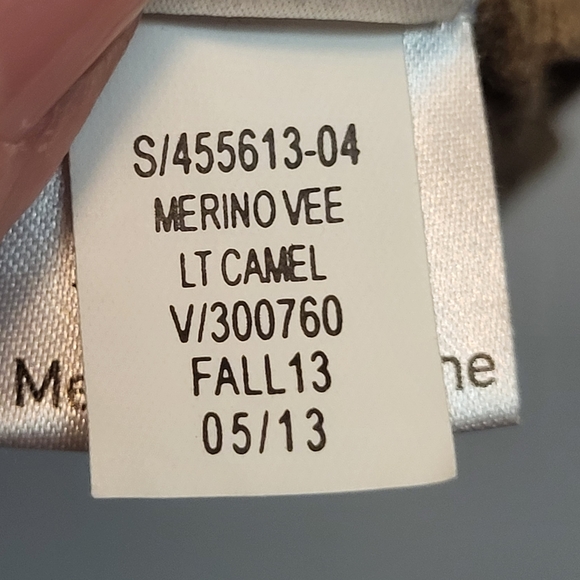 S/455613-04
MERINO VEE
LT CAMEL
V/300760
FALL13
05/13